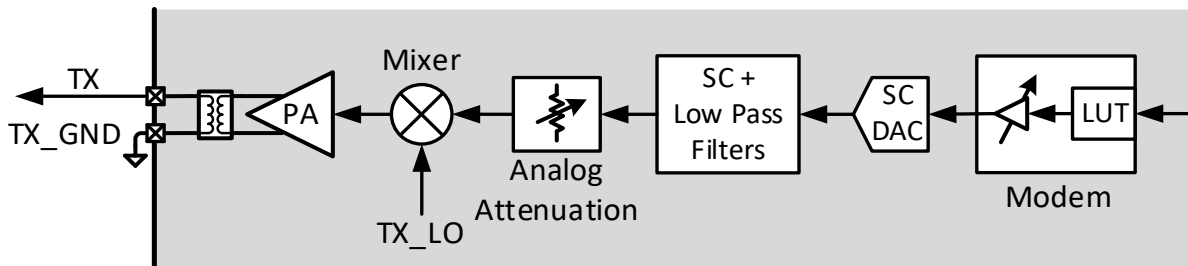 TX
TX_GND
PA
Mixer
TX_LO
Analog
Attenuation
SC +
Low Pass
Filters
SC
DAC
LUT
Modem